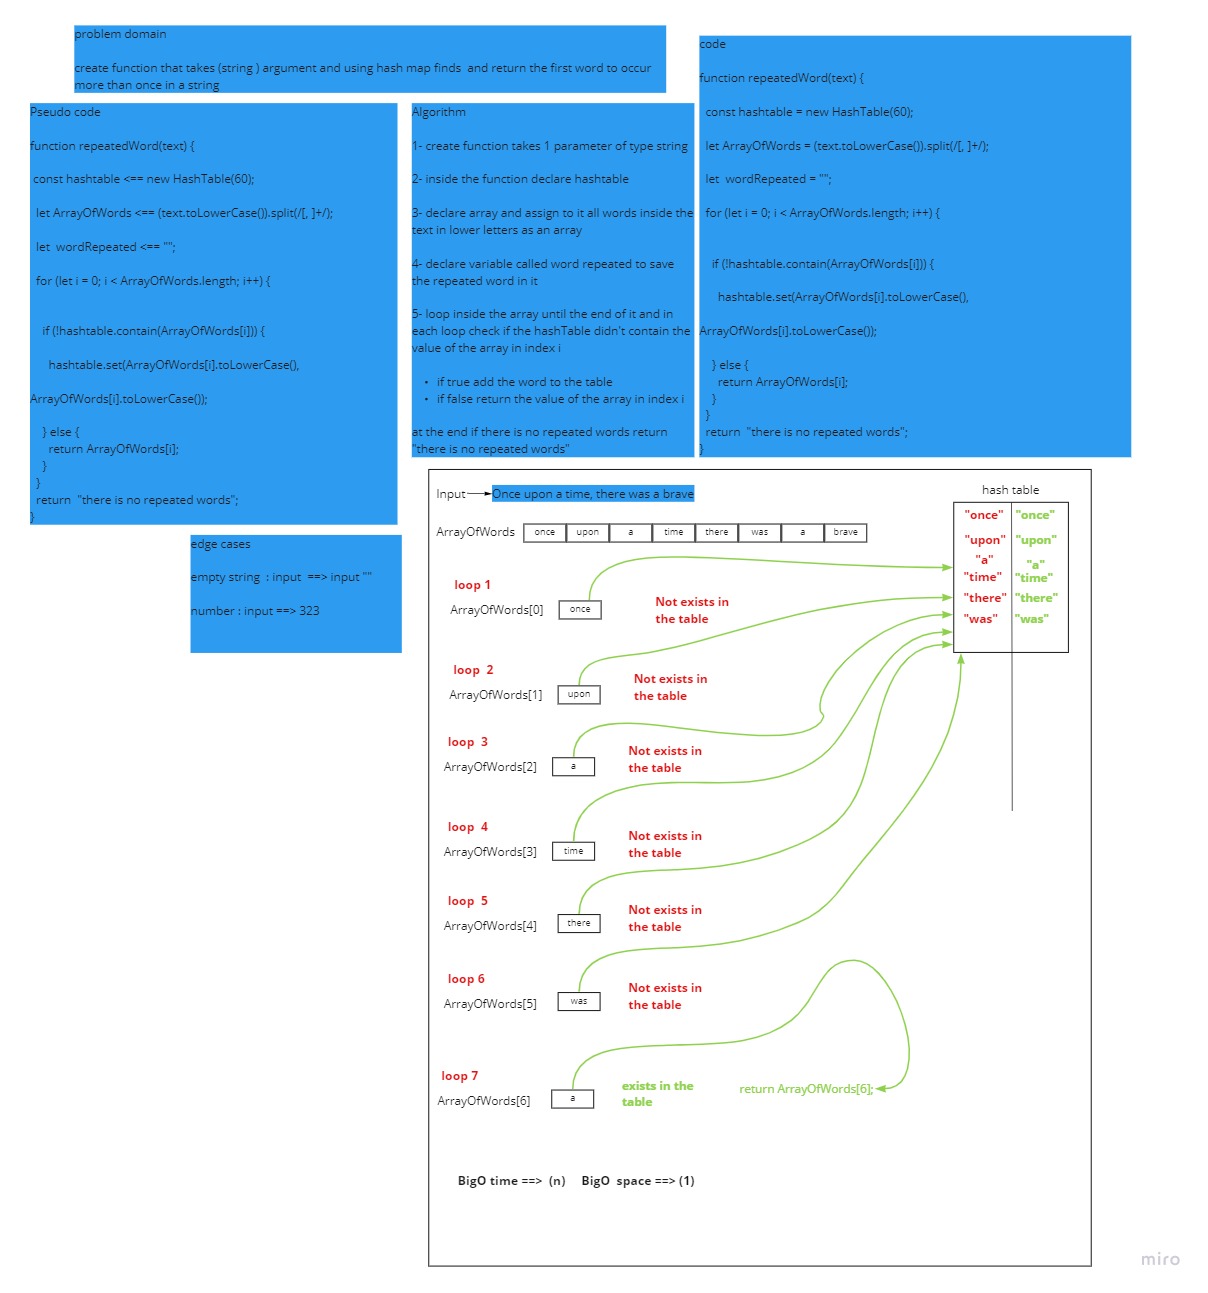 problem domain
create function that takes (string ) argument and using hash map finds  and return the first word to occur
more than once in a string
Pseudo code
function repeatedWord(text) {
const hashtable <== new HashTable(60);
let ArrayOfWords <== (text.toLowerCase()).split(/[, ]+/);
let  wordRepeated <== "";
for (let i = 0; i < ArrayOfWords.length; i++) {
if (!hashtable.contain(ArrayOfWords[i])) {
hashtable.set(ArrayOfWords[i].toLowerCase(),
ArrayOfWords[i].toLowerCase());
} else {
return ArrayOfWords[i];
}
}
return  "there is no repeated words";
}
Algorithm
1- create function takes 1 parameter of type string
2- inside the function declare hashtable
3- declare array and assign to it all words inside the
text in lower letters as an array
4- declare variable called word repeated to save
the repeated word in it
5- loop inside the array until the end of it and in
each loop check if the hashTable didn't contain the
value of the array in index i
• if true add the word to the table
• if false return the value of the array in index i
at the end if there is no repeated words return
"there is no repeated words"
code
function repeatedWord(text) {
const hashtable = new HashTable(60);
let ArrayOfWords = (text.toLowerCase()).split(/[, ]+/);
let  wordRepeated = "";
for (let i = 0; i < ArrayOfWords.length; i++) {
if (!hashtable.contain(ArrayOfWords[i])) {
hashtable.set(ArrayOfWords[i].toLowerCase(),
ArrayOfWords[i].toLowerCase());
} else {
return ArrayOfWords[i];
}
}
return  "there is no repeated words";
}
edge cases
empty string  : input  ==> input ""
number : input ==> 323
Input Once upon a time, there was a brave
ArrayOfWords once upon a time there was a brave
hash table
"once" "once"
"upon" "upon"
"a" "a"
"time" "time"
"there" "there"
"was" "was"
loop 1
ArrayOfWords[0] once
Not exists in
the table
loop  2
ArrayOfWords[1] upon
Not exists in
the table
loop  3
ArrayOfWords[2] a
Not exists in
the table
loop  4
ArrayOfWords[3] time
Not exists in
the table
loop  5
ArrayOfWords[4] there
Not exists in
the table
loop 6
ArrayOfWords[5] was
Not exists in
the table
loop 7
ArrayOfWords[6] a
exists in the
table
return ArrayOfWords[6];
BigO time ==>  (n)    BigO  space ==> (1)
miro